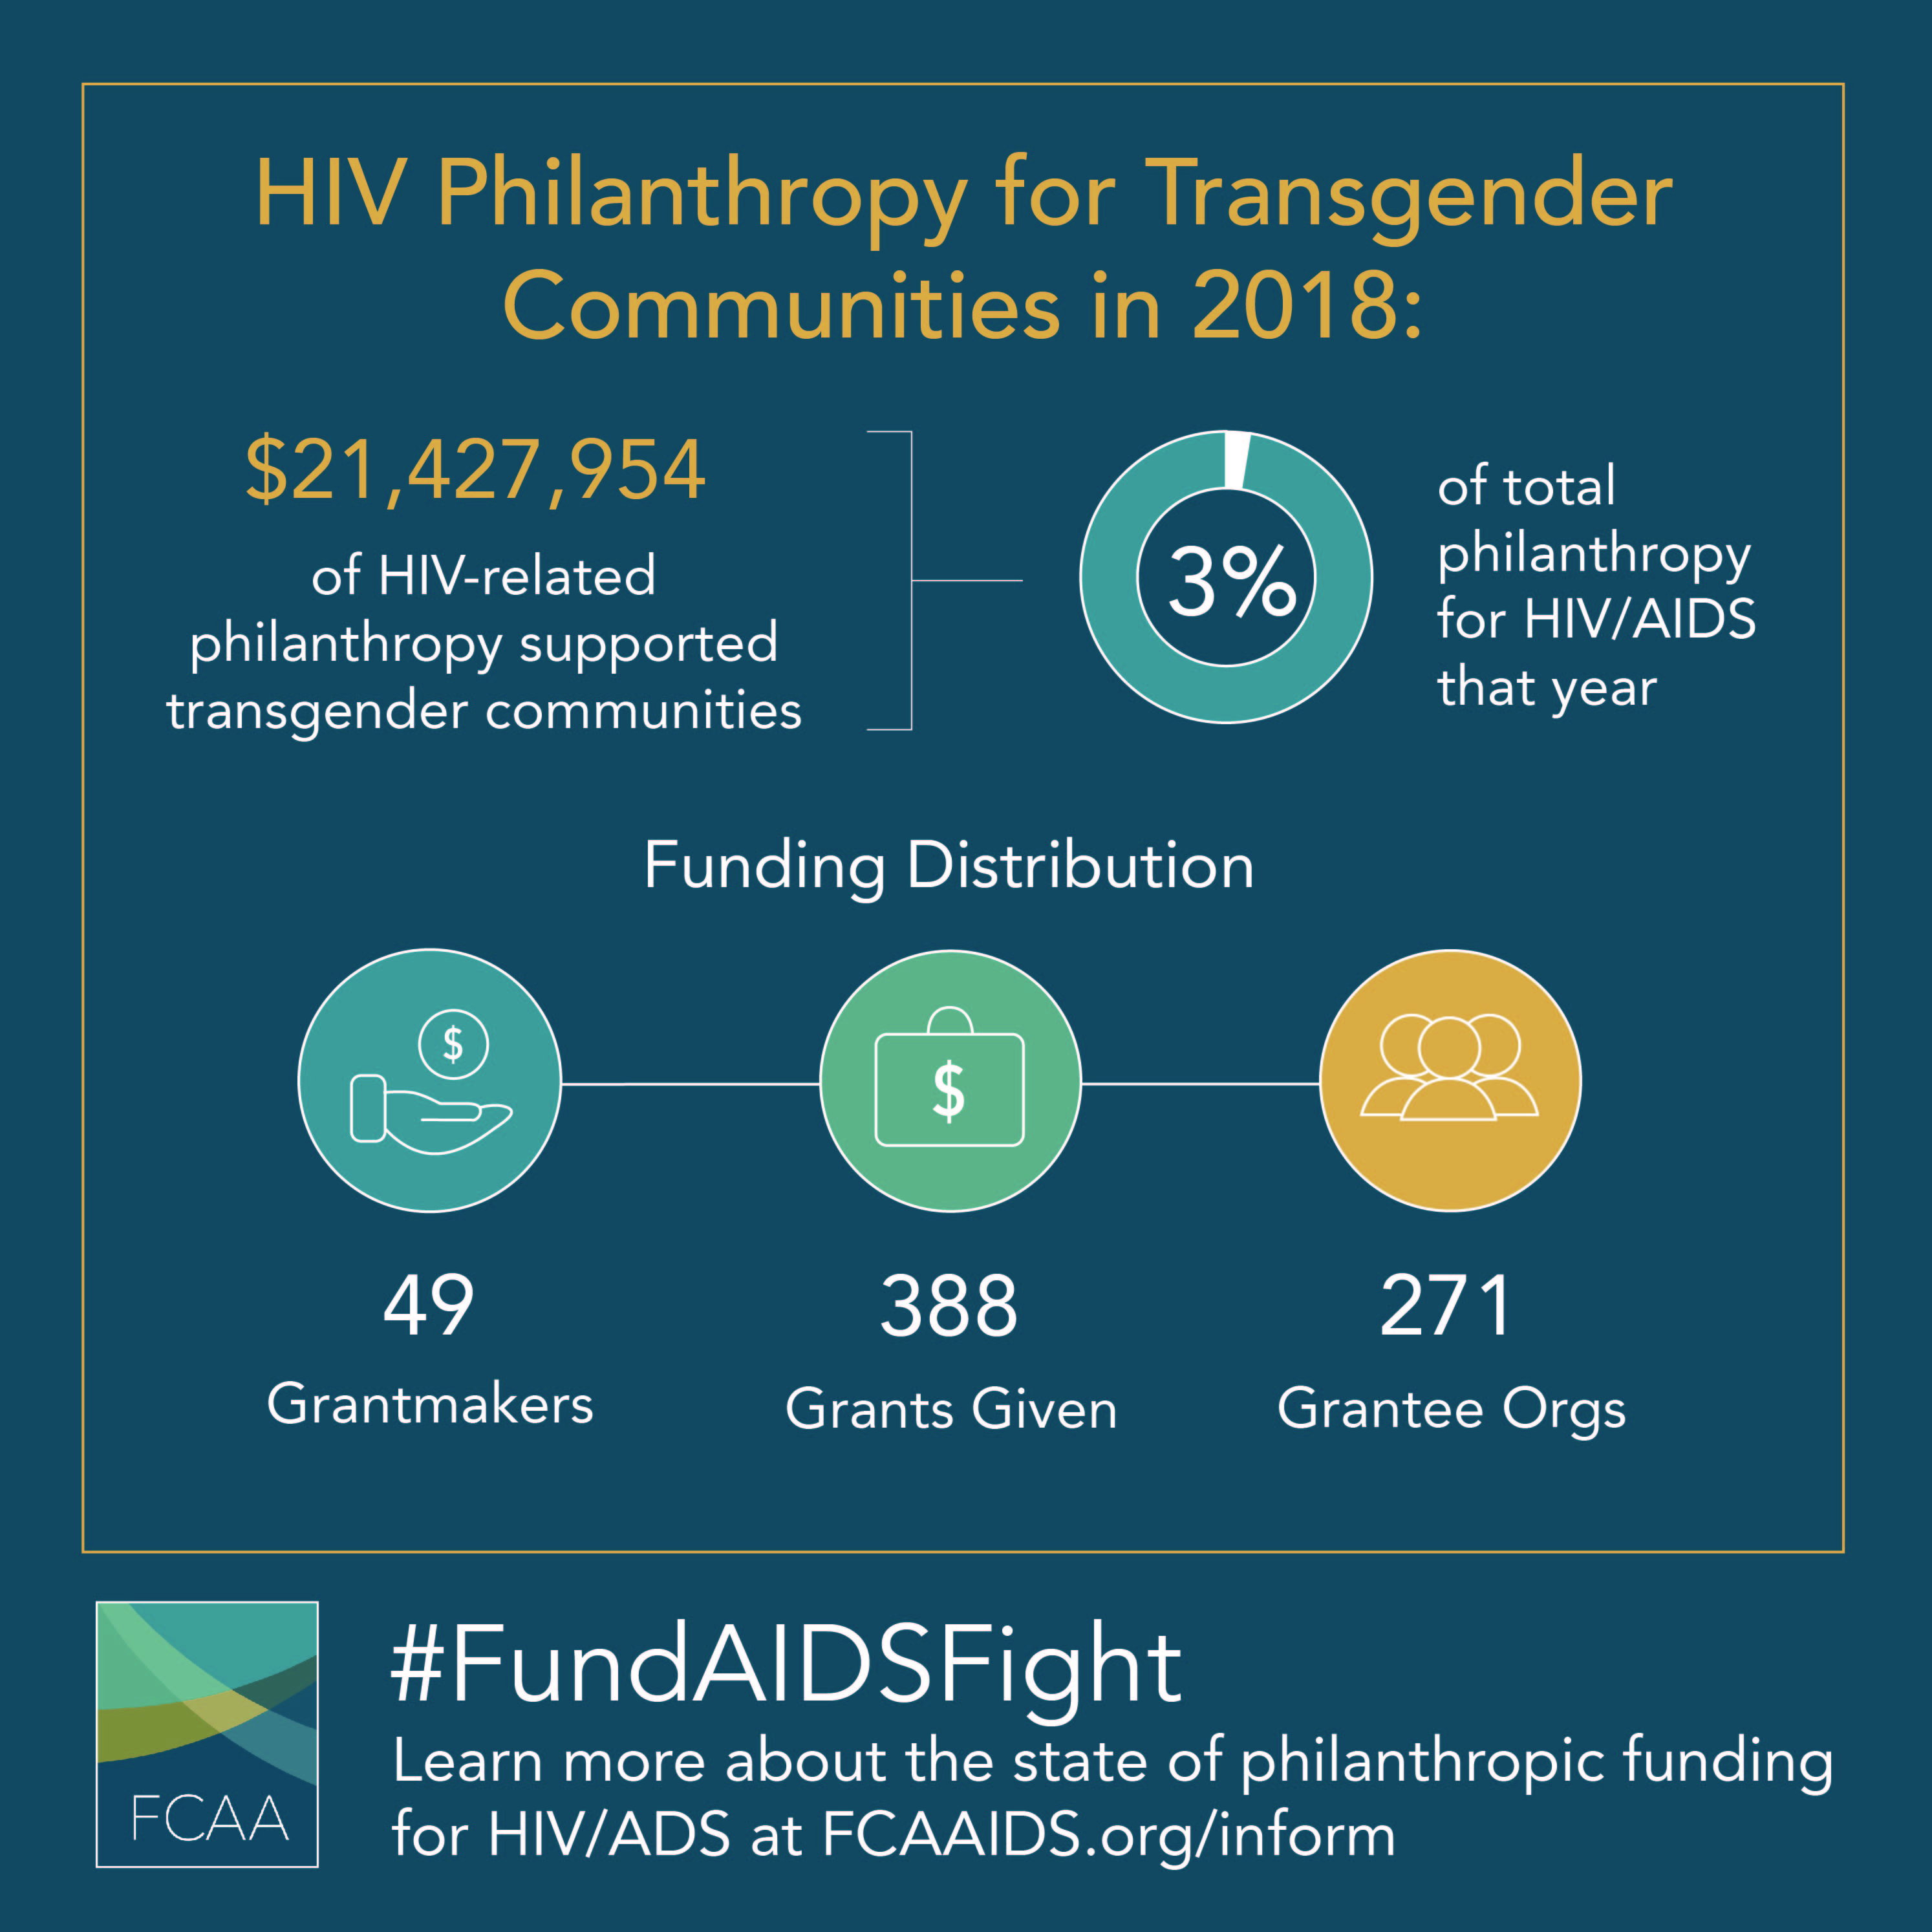 HIV Philanthropy for Transgender
Communities in 2018:
$21,427,954
of HIV-related
philanthropy supported
transgender communities
3%
of total
philanthropy
for HIV/AIDS
that year
Funding Distribution
$
$
49
Grantmakers
388
Grants Given
271
Grantee Orgs
FCAA
#FundAIDSFight
Learn more about the state of philanthropic funding
for HIV/ADS at FCAAIDS.org/inform